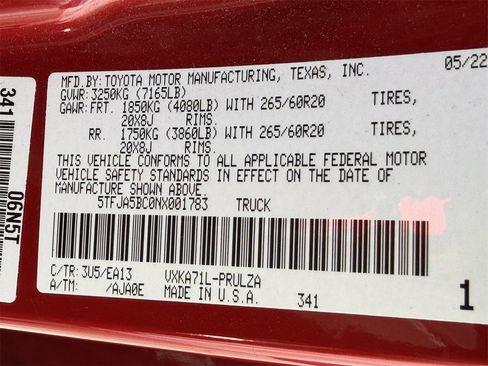 MFD.BY: TOYOTA MOTOR MANUFACTURING, TEXAS, INC. 05/22
GVWR: 3250KG (7165LB)
GAWR: FRT. 1850KG (4080LB) WITH 265/60R20 TIRES,
20X8J RIMS.
RR. 1750KG (3860LB) WITH 265/60R20 TIRES,
20X8J RIMS.
THIS VEHICLE CONFORMS TO ALL APPLICABLE FEDERAL MOTOR
VEHICLE SAFETY STANDARDS IN EFFECT ON THE DATE OF
MANUFACTURE SHOWN ABOVE.
5TFJA5BC0NX001783 TRUCK
C/TR: 3U5/EA13 VXKA71L-PRULZA
A/TM: /AJA0E MADE IN U.S.A. 341
1
341 06N5T